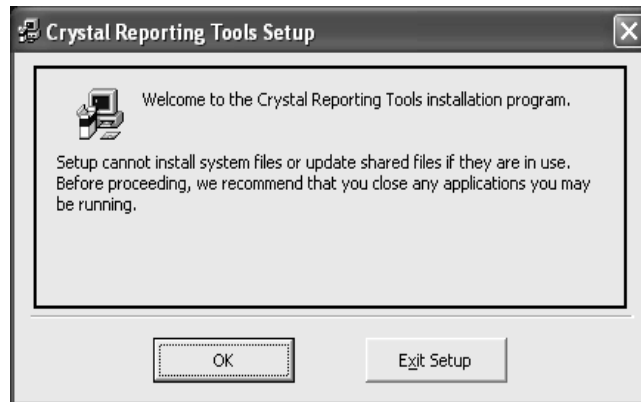 Crystal Reporting Tools Setup
Welcome to the Crystal Reporting Tools installation program.
Setup cannot install system files or update shared files if they are in use.
Before proceeding, we recommend that you close any applications you may
be running.
OK
Exit Setup